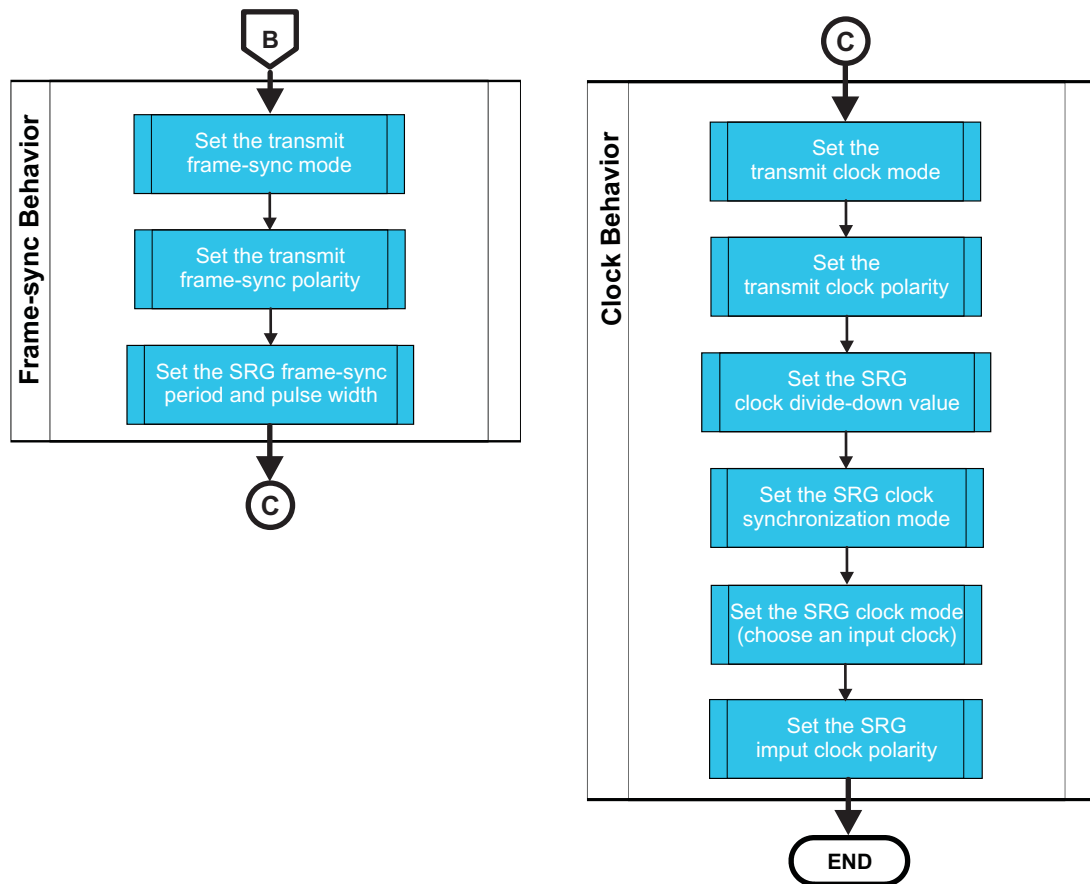 B
Frame-sync Behavior
Set the transmit
frame-sync mode
Set the transmit
frame-sync polarity
Set the SRG frame-sync
period and pulse width
C
C
Clock Behavior
Set the
transmit clock mode
Set the
transmit clock polarity
Set the SRG
clock divide-down value
Set the SRG clock
synchronization mode
Set the SRG clock mode
(choose an input clock)
Set the SRG
imput clock polarity
END